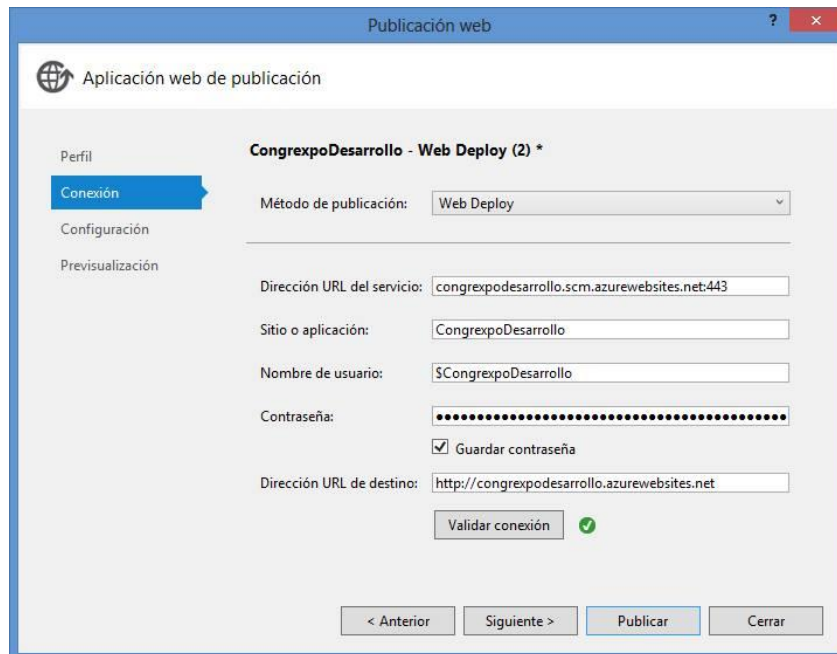 Publicación web
?
Aplicación web de publicación
Perfil
Conexión
Configuración
Previsualización
CongrexpoDesarrollo - Web Deploy (2) *
Método de publicación: Web Deploy
Dirección URL del servicio: congrexpodesarrollo.scm.azurewebsites.net:443
Sitio o aplicación: CongrexpoDesarrollo
Nombre de usuario: $CongrexpoDesarrollo
Contraseña: ●●●●●●●●●●●●●●●●●●●●●●●●●●●●●●●●●●●●●●●●●●●
Guardar contraseña
Dirección URL de destino: http://congrexpodesarrollo.azurewebsites.net
Validar conexión
< Anterior Siguiente > Publicar Cerrar